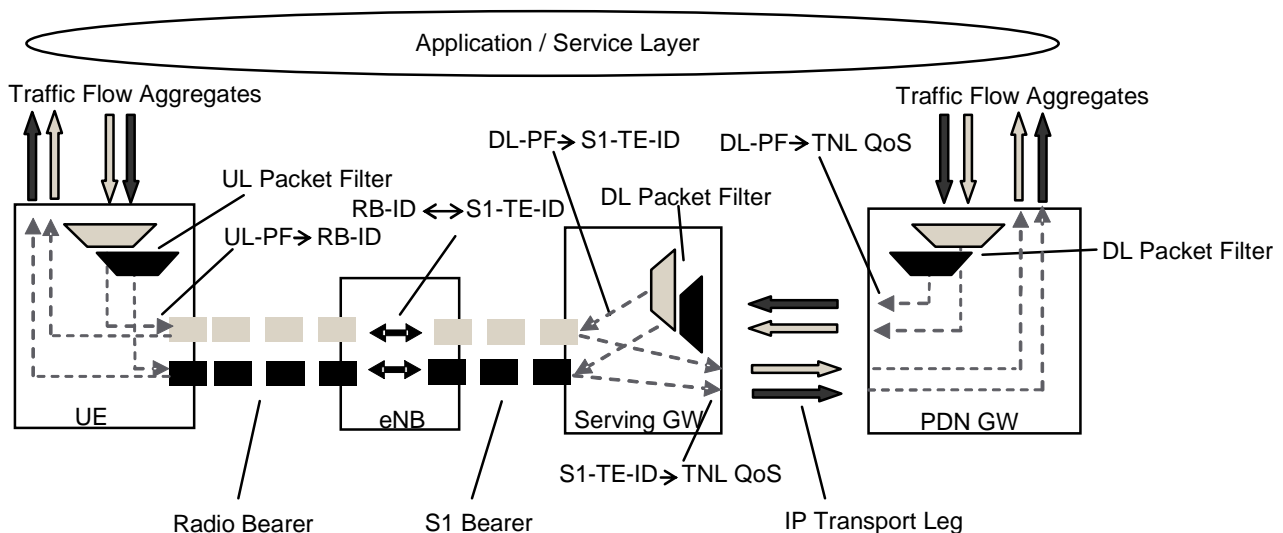 Application / Service Layer
Traffic Flow Aggregates
Traffic Flow Aggregates
DL-PF → S1-TE-ID
DL-PF → TNL QoS
UL Packet Filter
DL Packet Filter
RB-ID ↔ S1-TE-ID
UL-PF → RB-ID
DL Packet Filter
UE
eNB
Serving GW
PDN GW
S1-TE-ID → TNL QoS
Radio Bearer
S1 Bearer
IP Transport Leg